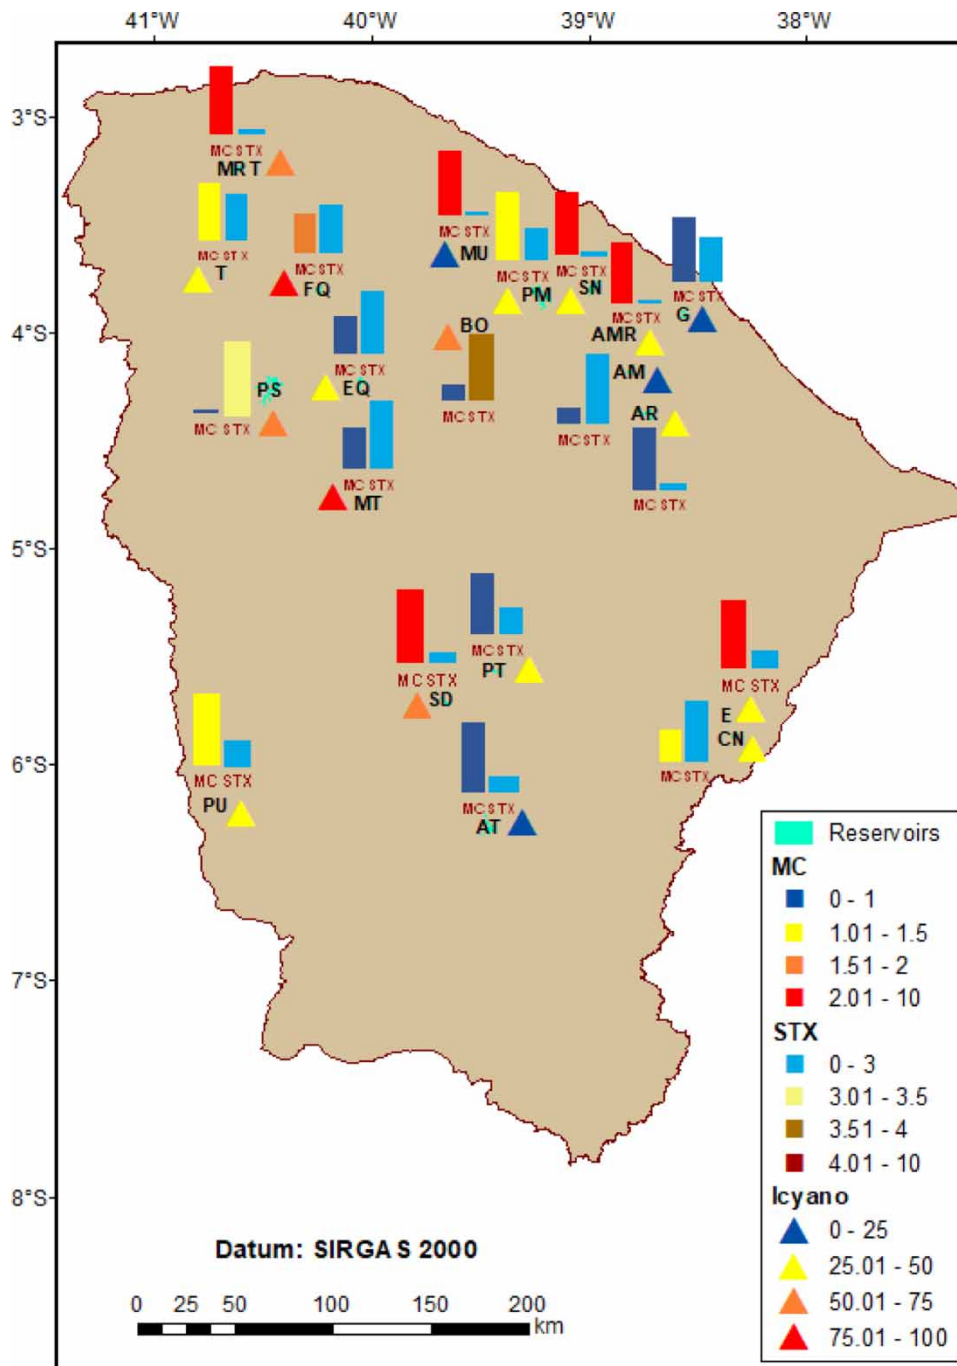 41°W 40°W 39°W 38°W
3°S
MC STX
MRT
MC STX
MU
MC STX
T
MC STX
FQ
MC STX
PM
MC STX
SN
MC STX
G
MC STX
AMR
BO
MC STX
EQ
4°S
AM
PS
MC STX
MC STX
MC STX
AR
MC STX
MT
MC STX
5°S
MC STX
PT
MC STX
SD
MC STX
E
CN
MC STX
6°S
MC STX
PU
MC STX
AT
7°S
8°S
Reservoirs
MC
0 - 1
1.01 - 1.5
1.51 - 2
2.01 - 10
STX
0 - 3
3.01 - 3.5
3.51 - 4
4.01 - 10
Icyano
0 - 25
25.01 - 50
50.01 - 75
75.01 - 100
Datum: SIRGAS 2000
0 25 50 100 150 200
km